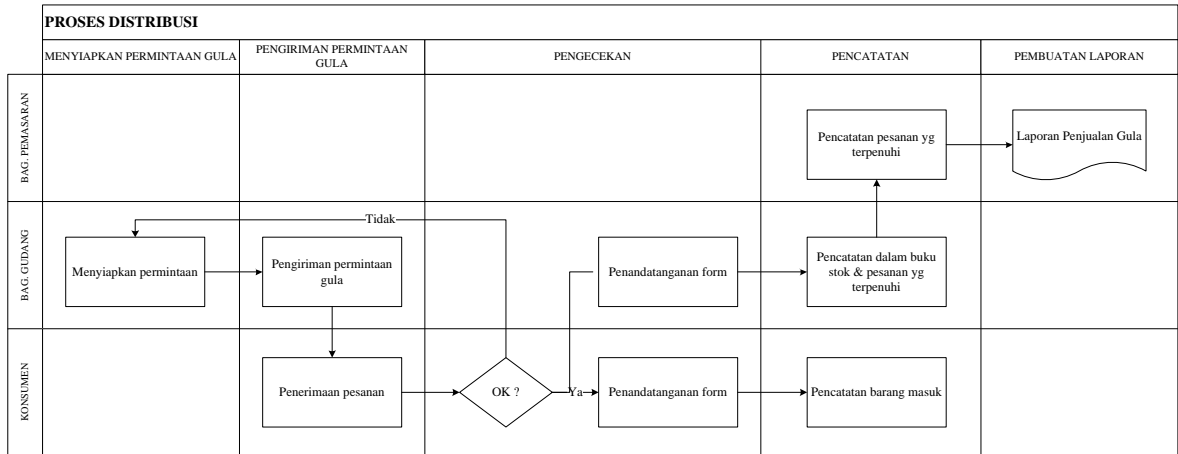 PROSES DISTRIBUSI
MENYIAPKAN PERMINTAAN GULA
PENGIRIMAN PERMINTAAN
GULA
PENGECEKAN
PENCATATAN
PEMBUATAN LAPORAN
BAG. PEMASARAN
Pencatatan pesanan yg
terpenuhi
Laporan Penjualan Gula
BAG. GUDANG
Tidak
Menyiapkan permintaan
Pengiriman permintaan
gula
Penandatanganan form
Pencatatan dalam buku
stok & pesanan yg
terpenuhi
KONSUMEN
Penerimaan pesanan
OK ?
Ya
Penandatanganan form
Pencatatan barang masuk